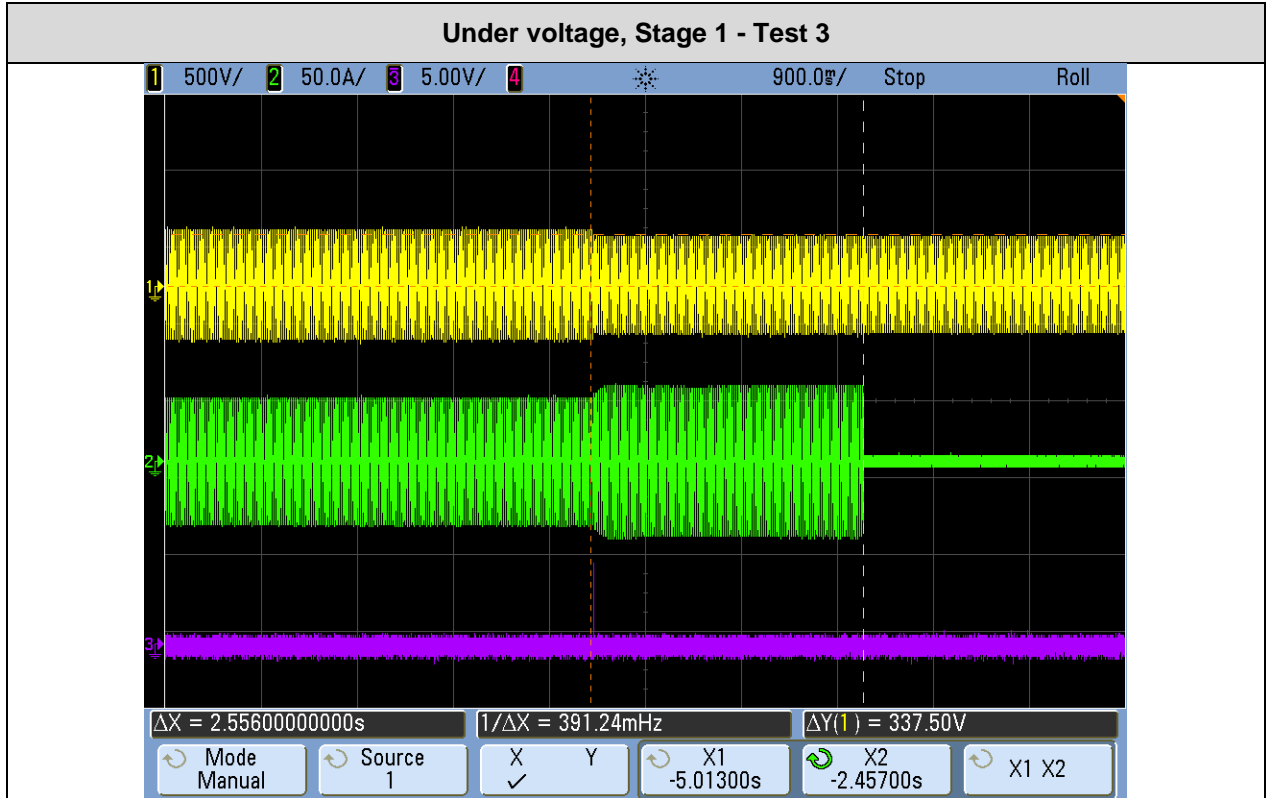 Under voltage, Stage 1 - Test 3
1 500V/ 2 50.0A/ 3 5.00V/ 4 900.0ms/ Stop Roll
1
2
3
ΔX = 2.55600000000s 1/ΔX = 391.24mHz ΔY(1) = 337.50V
Mode Source X Y X1 X2 X1 X2
Manual 1 ✓ -5.01300s -2.45700s